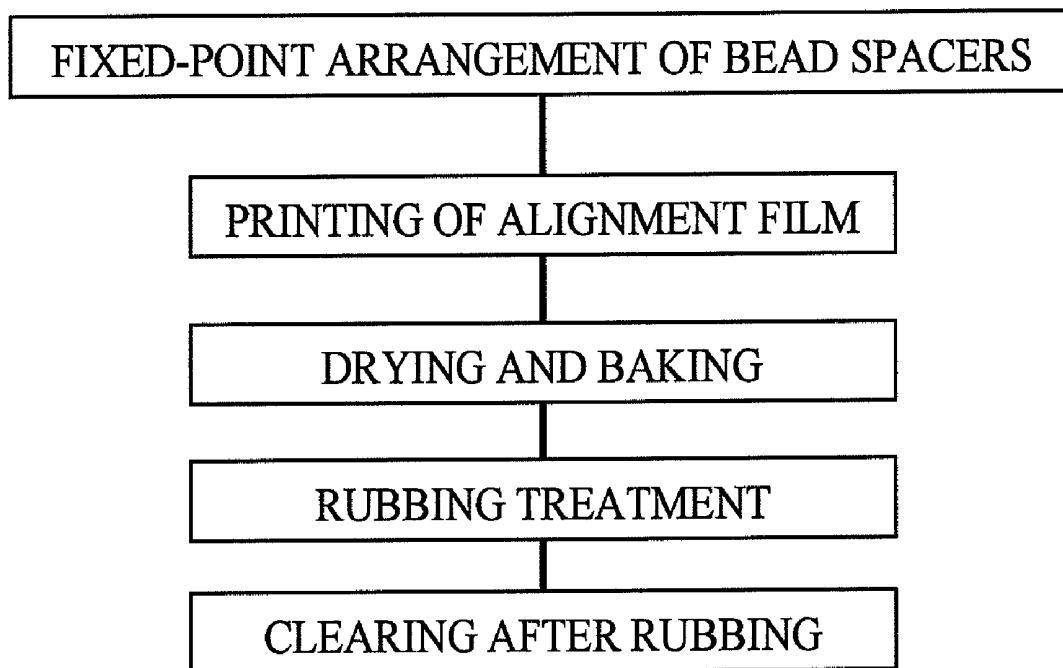 FIXED-POINT ARRANGEMENT OF BEAD SPACERS
PRINTING OF ALIGNMENT FILM
DRYING AND BAKING
RUBBING TREATMENT
CLEARING AFTER RUBBING